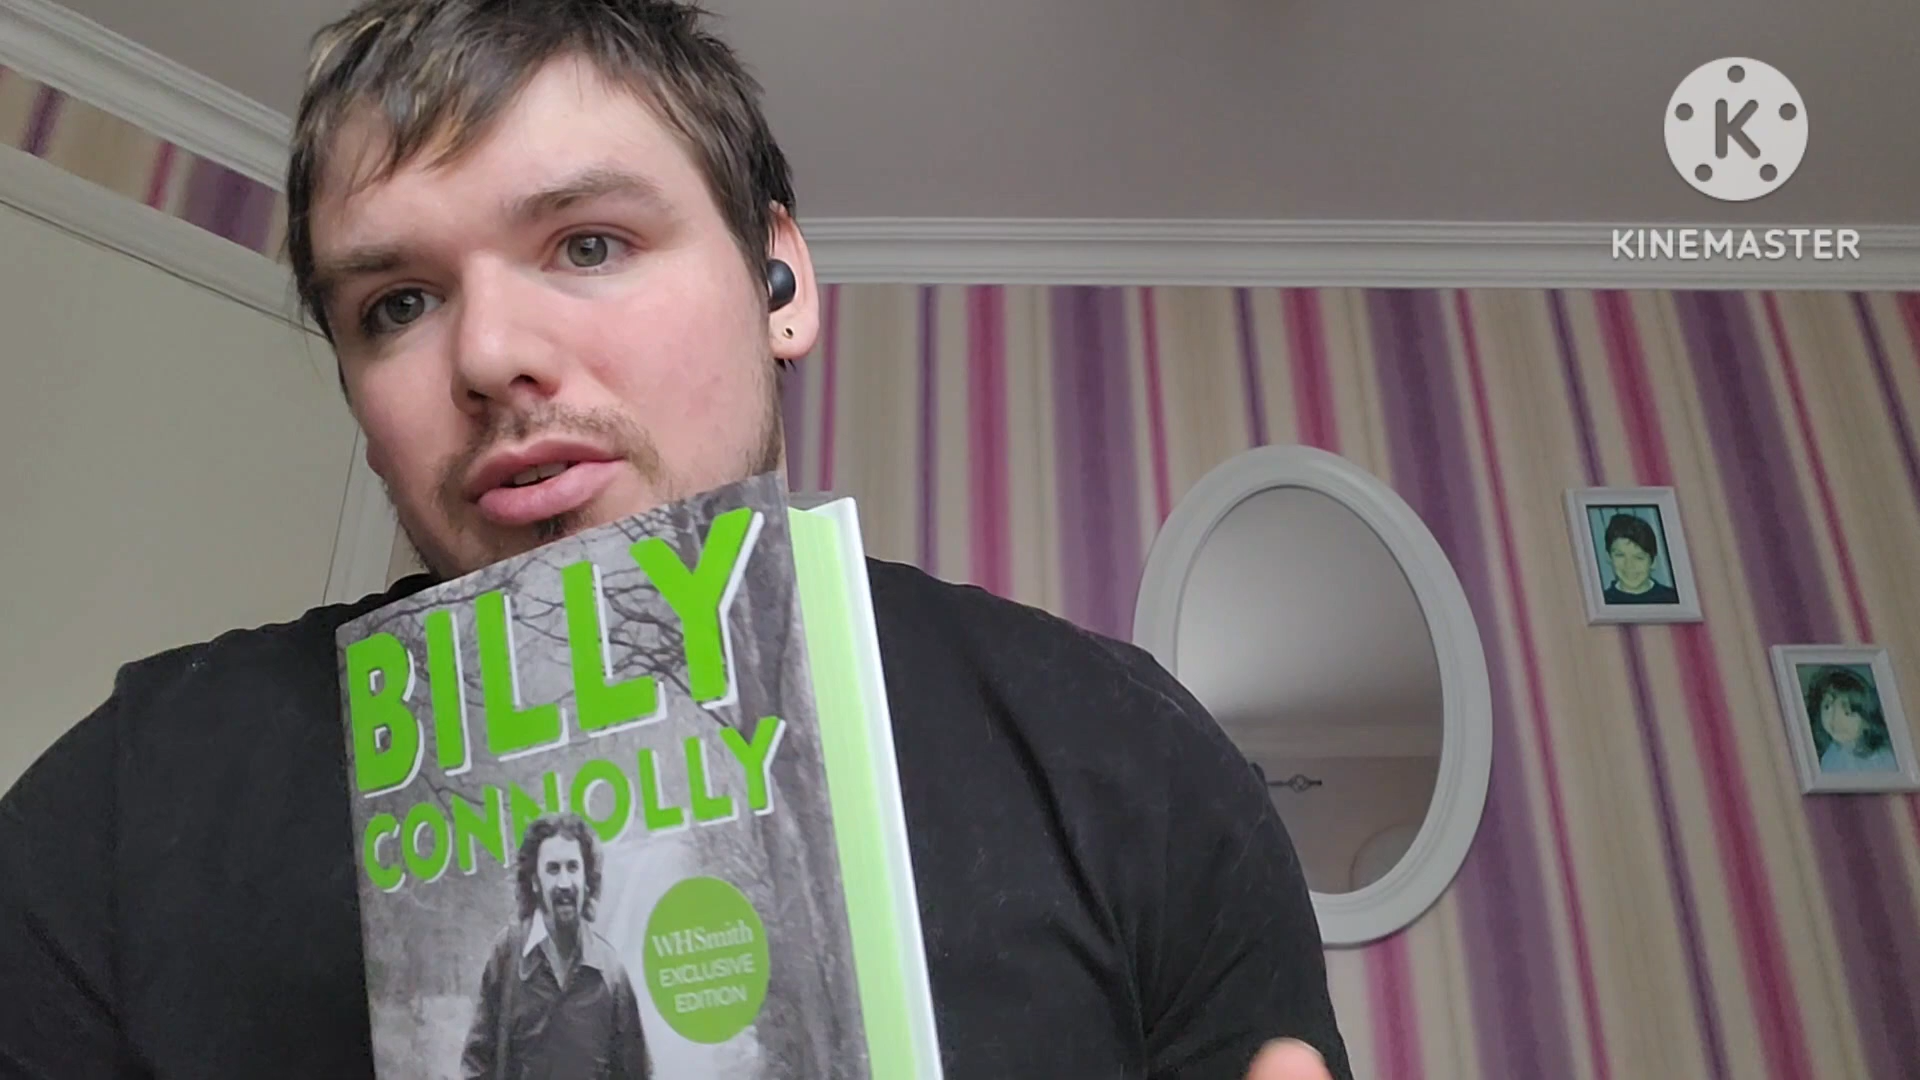 K
KINEMASTER
BILLY
CONNOLLY
WHSmith
EXCLUSIVE
EDITION